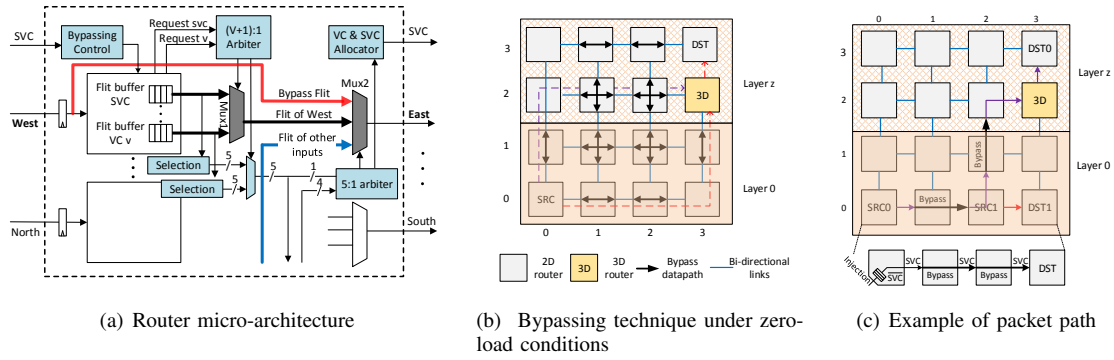 SVC
Bypassing
Control
Request svc
Request v
(V+1):1
Arbiter
VC & SVC
Allocator
SVC
Mux2
Flit buffer
SVC
Bypass Flit
West
Mux1
Flit of West
East
Flit buffer
VC v
Flit of other
inputs
Selection
5
5
1
Selection
5
4
5:1 arbiter
North
South
(a) Router micro-architecture
3
DST
Layer z
2
3D
1
Layer 0
0
SRC
0
1
2
3
2D
router
3D
3D
router
Bypass
datapath
Bi-directional
links
(b) Bypassing technique under zero-
load conditions
0
1
2
3
3
DST0
Layer z
2
3D
1
Bypass
Layer 0
Bypass
0
SRC0
SRC1
DST1
Injection
SVC
SVC
SVC
SVC
Bypass
Bypass
DST
(c) Example of packet path